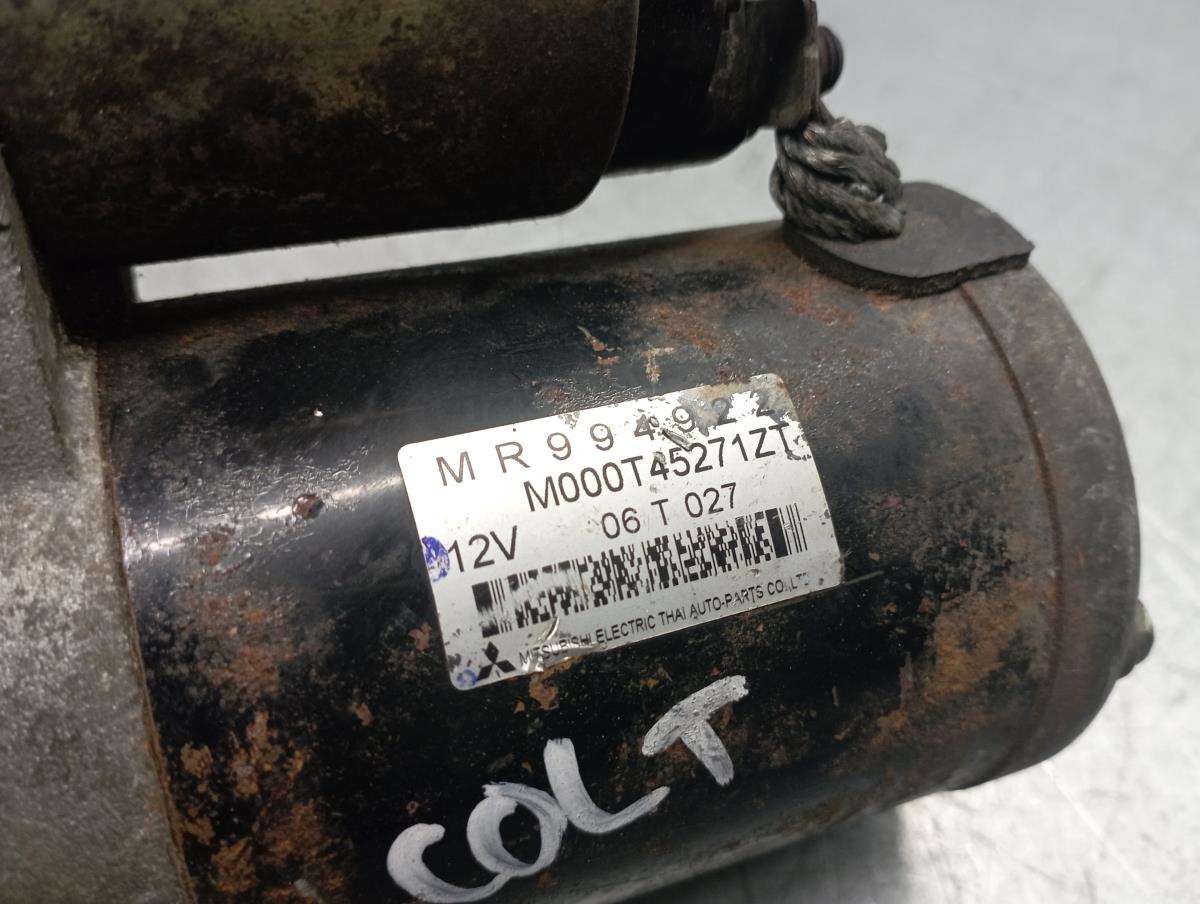 MR994922
M000T45271ZT
12V 06 T 027
MITSUBISHI ELECTRIC THAI AUTO-PARTS CO.,LTD
COLT